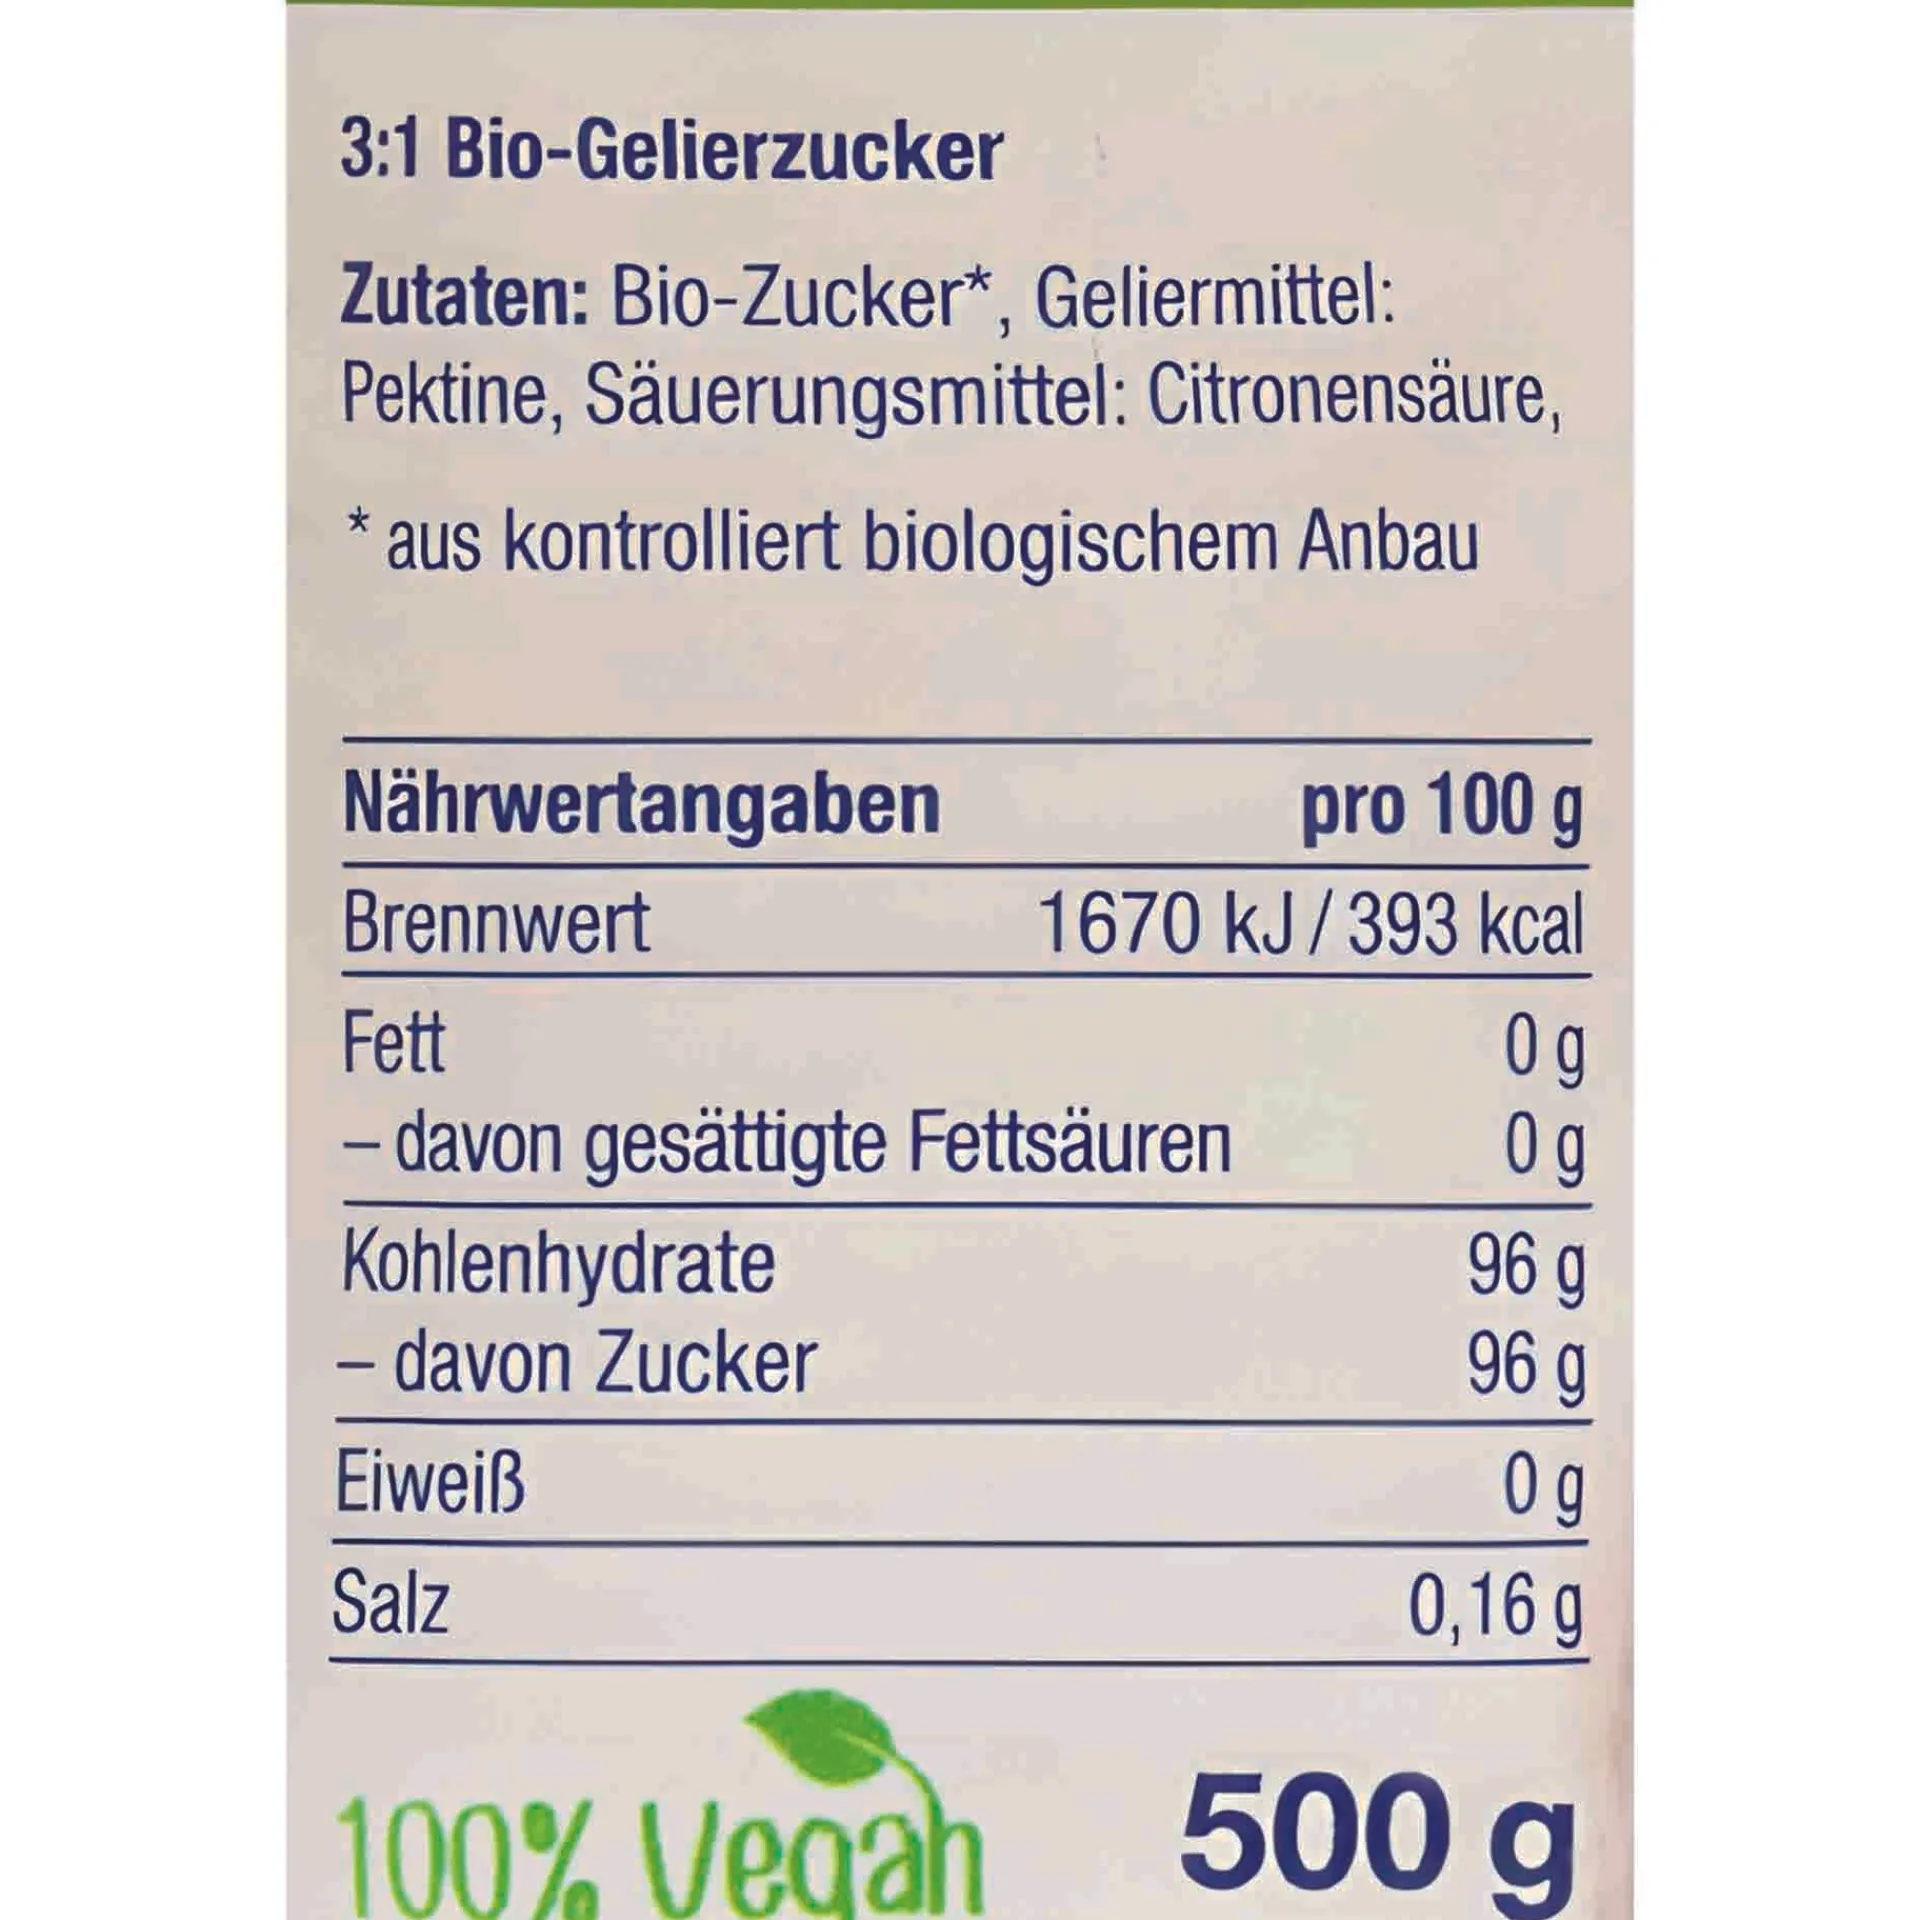 3:1 Bio-Gelierzucker
Zutaten: Bio-Zucker*, Geliermittel:
Pektine, Säuerungsmittel: Citronensäure,
* aus kontrolliert biologischem Anbau
Nährwertangaben pro 100 g
Brennwert 1670 kJ / 393 kcal
Fett 0 g
– davon gesättigte Fettsäuren 0 g
Kohlenhydrate 96 g
– davon Zucker 96 g
Eiweiß 0 g
Salz 0,16 g
100% Vegan 500 g